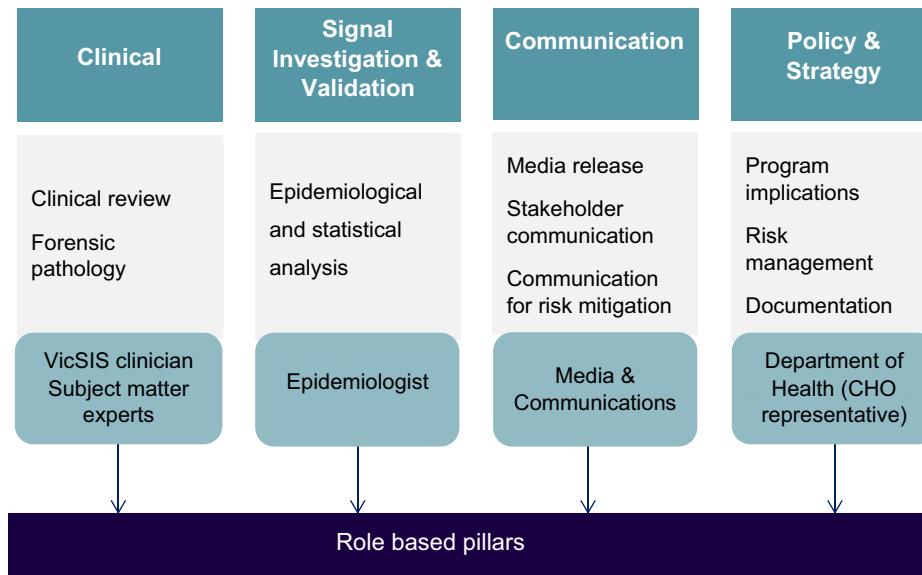 Clinical
Signal
Investigation &
Validation
Communication
Policy &
Strategy
Clinical review
Forensic
pathology
Epidemiological
and statistical
analysis
Media release
Stakeholder
communication
Communication
for risk mitigation
Program
implications
Risk
management
Documentation
VicSIS clinician
Subject matter
experts
Epidemiologist
Media &
Communications
Department of
Health (CHO
representative)
Role based pillars